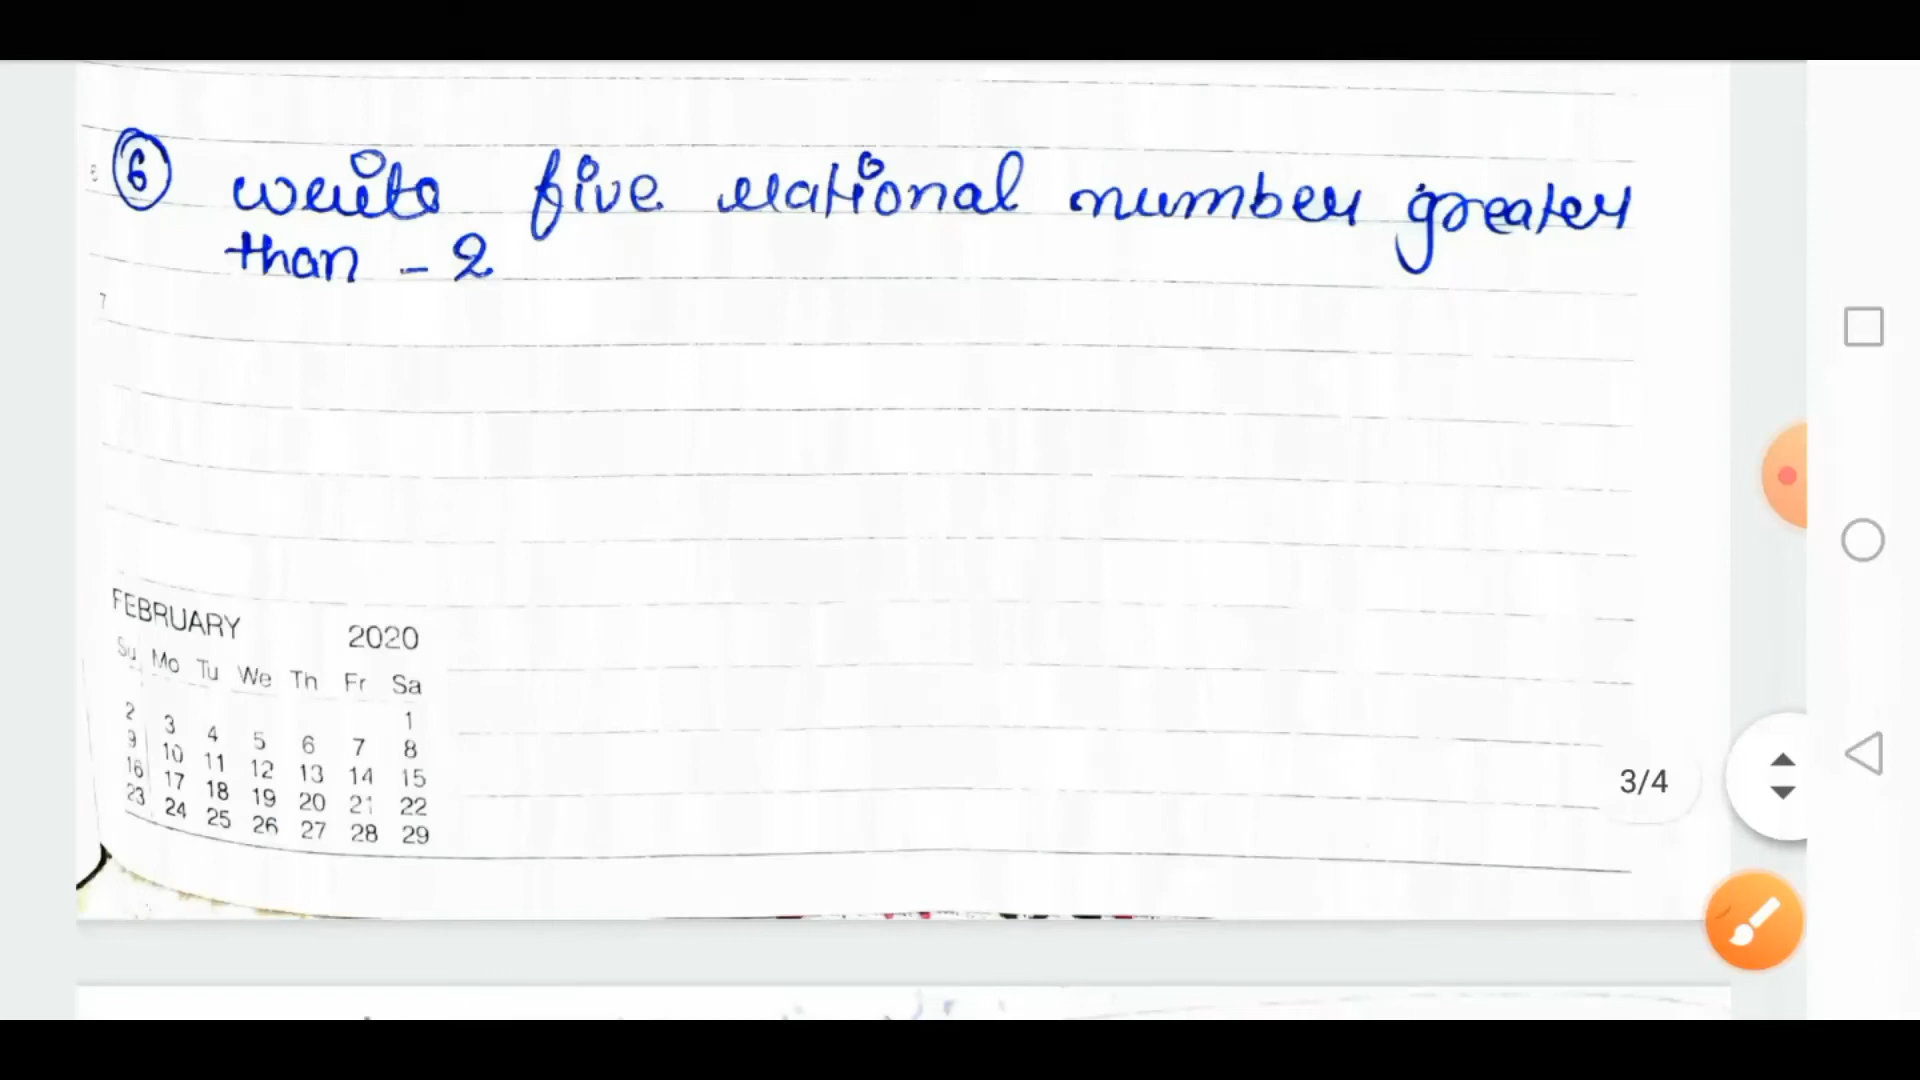 6 write five rational number greater
than - 2
7
FEBRUARY 2020
Su Mo Tu We Th Fr Sa
1
2 3 4 5 6 7 8
9 10 11 12 13 14 15
16 17 18 19 20 21 22
23 24 25 26 27 28 29
3/4